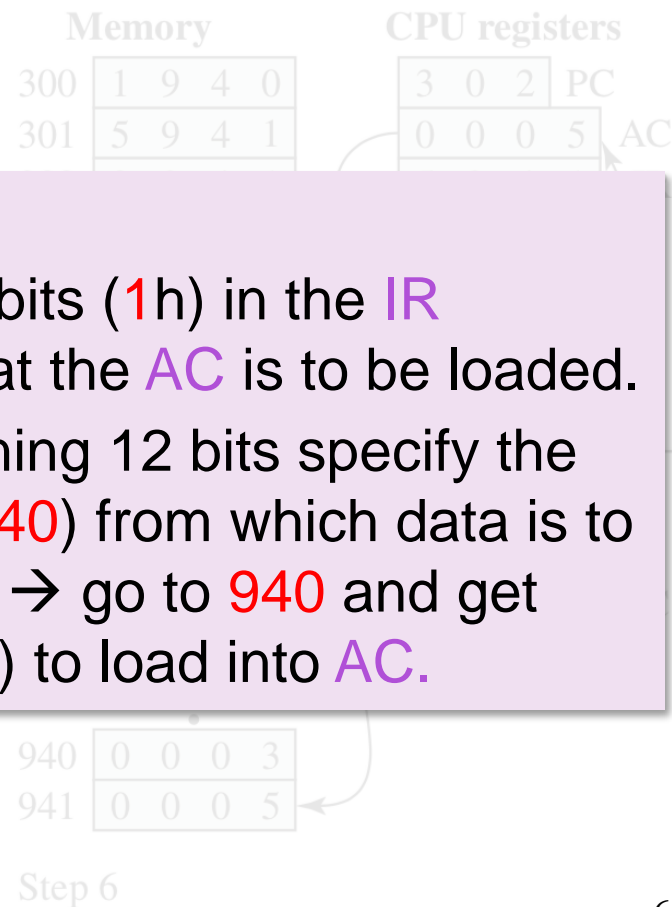 Memory CPU registers
300 1 9 4 0 3 0 2 PC
301 5 9 4 1 0 0 0 5 AC
bits (1h) in the IR
at the AC is to be loaded.
ning 12 bits specify the
40) from which data is to
→ go to 940 and get
) to load into AC.
940 0 0 0 3
941 0 0 0 5
Step 6